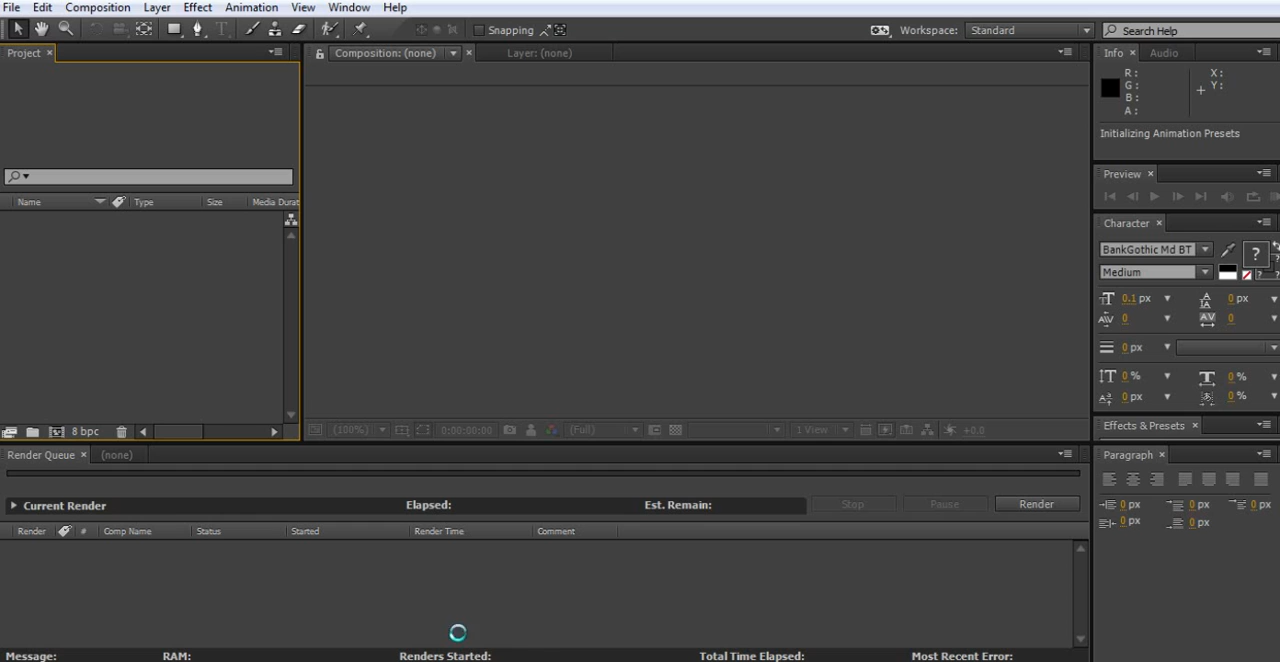 File Edit Composition Layer Effect Animation View Window Help
Snapping Workspace: Standard Search Help
Project Composition: (none) Layer: (none) Info Audio
R: X:
G: Y:
B:
A:
Initializing Animation Presets
Preview
Name Type Size Media Durat
Character
BankGothic Md BT
Medium
0.1 px 0 px
0 0
0 px
0 % 0 %
0 px 0 %
8 bpc (100%) 0:00:00:00 (Full) 1 View +0.0
Effects & Presets
Render Queue (none)
Paragraph
Current Render Elapsed: Est. Remain: Stop Pause Render
0 px 0 px 0 px
0 px 0 px
Render # Comp Name Status Started Render Time Comment
Message: RAM: Renders Started: Total Time Elapsed: Most Recent Error: